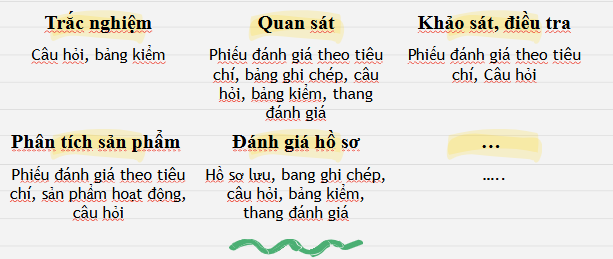 Trắc nghiệm
Câu hỏi, bảng kiểm
Quan sát
Phiếu đánh giá theo tiêu
chí, bảng ghi chép, câu
hỏi, bảng kiểm, thang
đánh giá
Khảo sát, điều tra
Phiếu đánh giá theo tiêu
chí, Câu hỏi
Phân tích sản phẩm
Phiếu đánh giá theo tiêu
chí, sản phẩm hoạt động,
câu hỏi
Đánh giá hồ sơ
Hồ sơ lưu, bang ghi chép,
câu hỏi, bảng kiểm,
thang đánh giá
…
…..